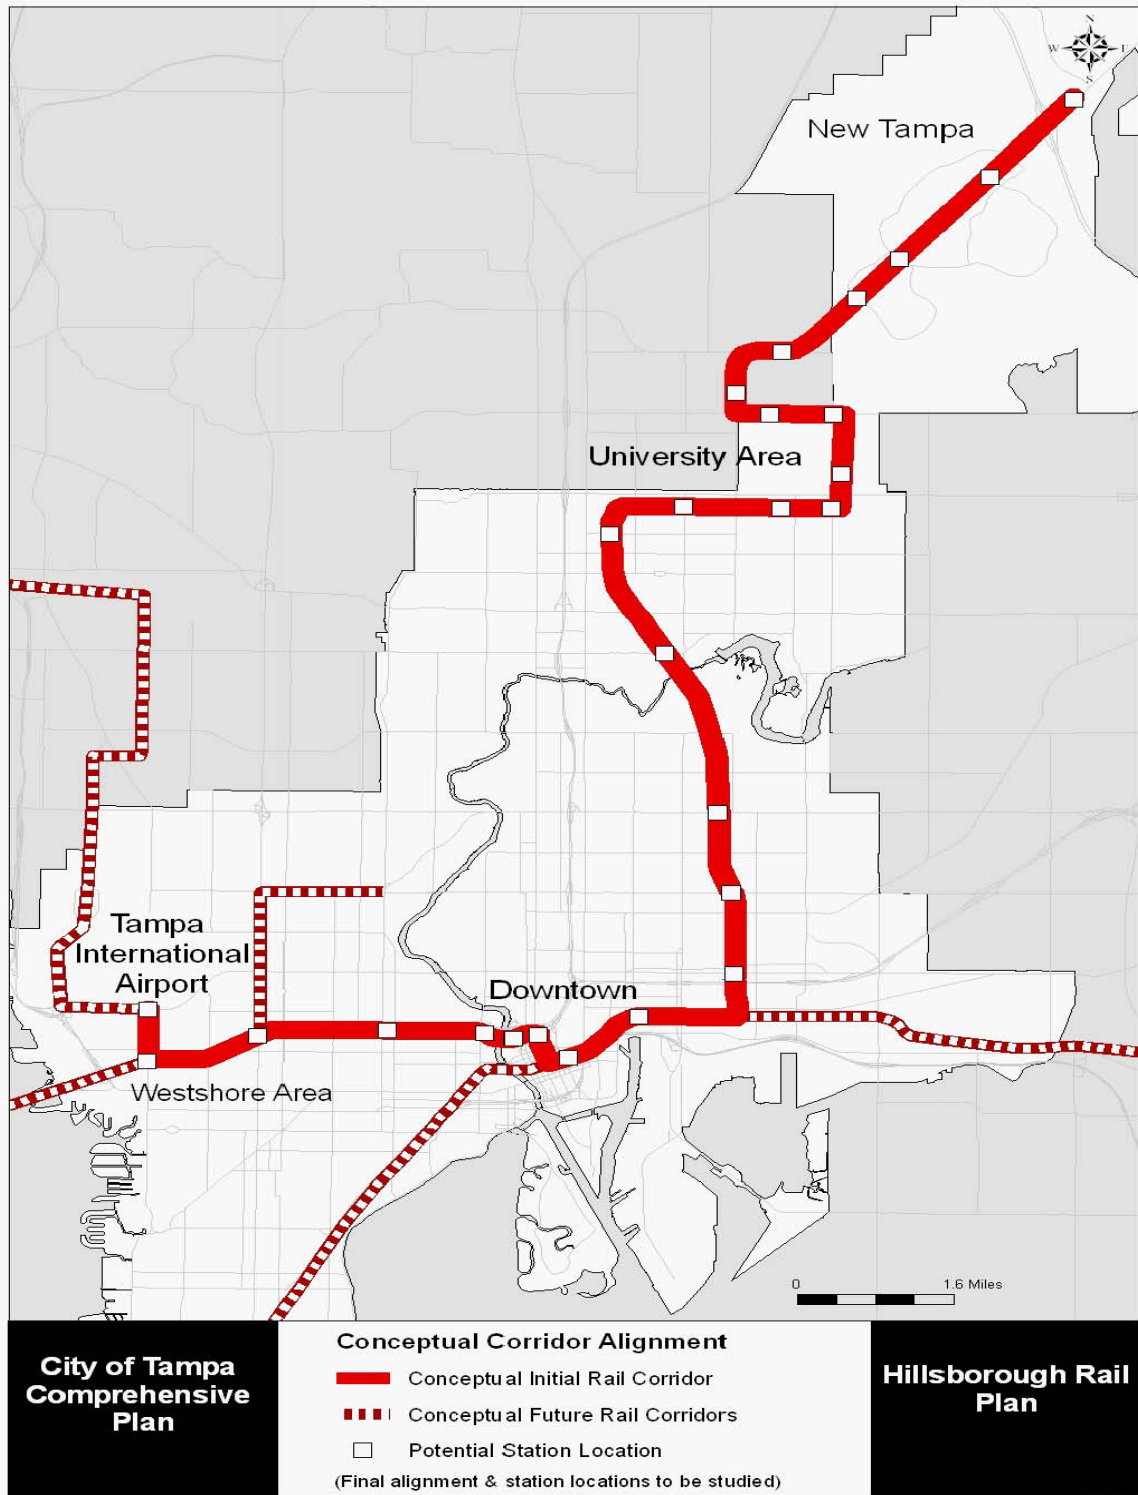 N
W E
S
New Tampa
University Area
Tampa
International
Airport
Downtown
Westshore Area
0 1.6 Miles
City of Tampa
Comprehensive
Plan
Conceptual Corridor Alignment
Conceptual Initial Rail Corridor
Conceptual Future Rail Corridors
Potential Station Location
(Final alignment & station locations to be studied)
Hillsborough Rail
Plan